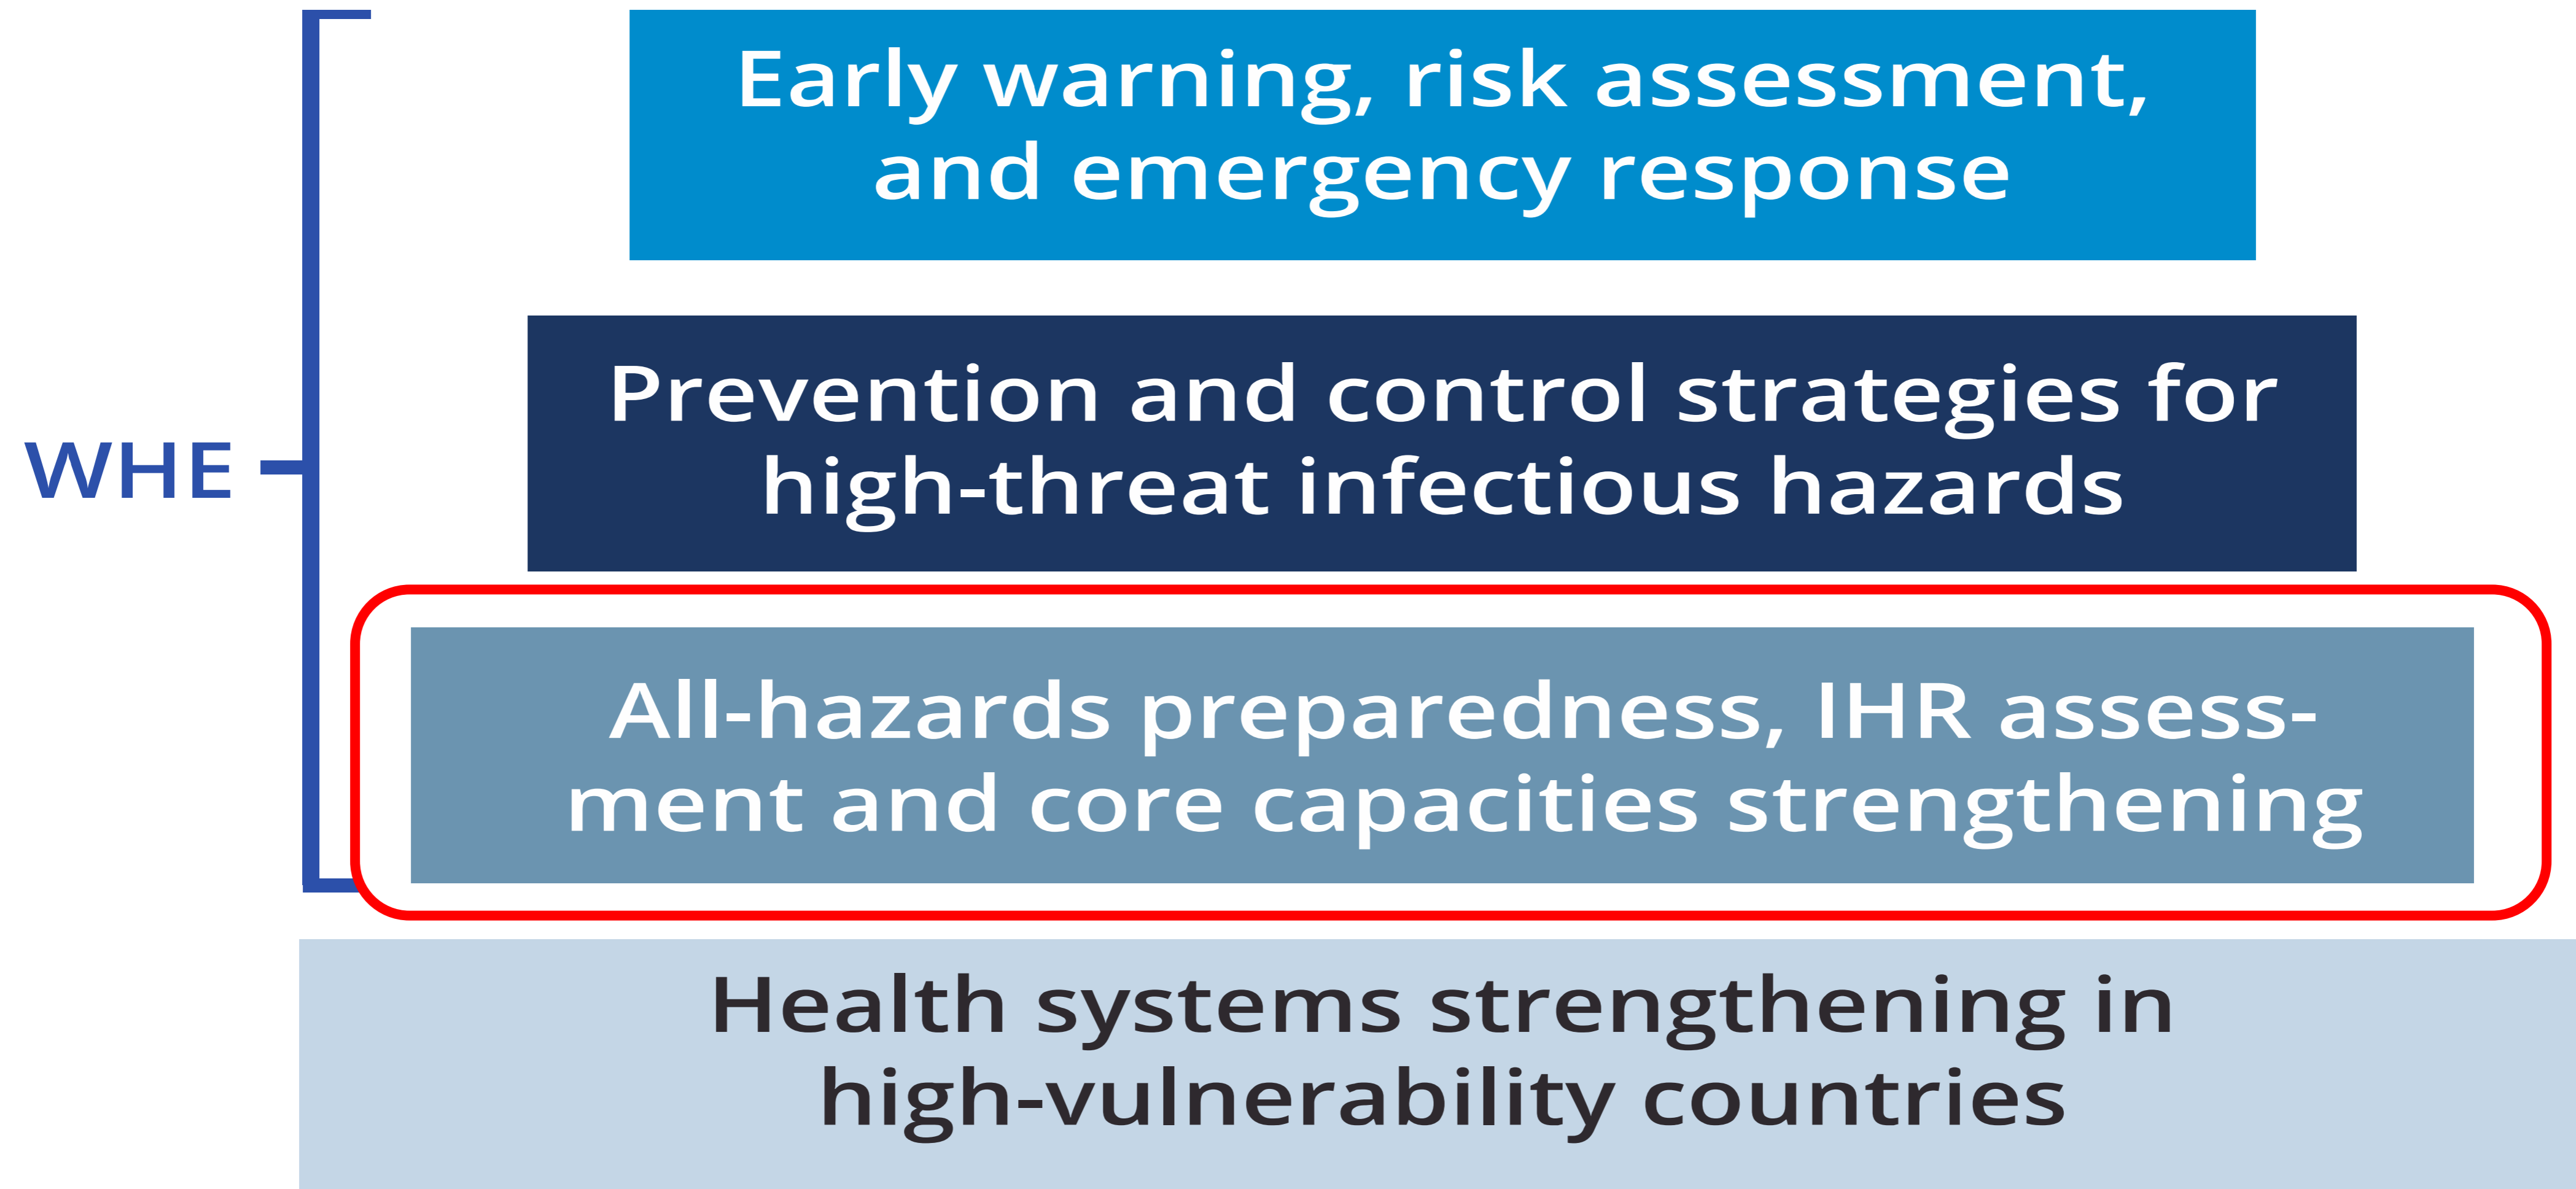 Early warning, risk assessment,
and emergency response
Prevention and control strategies for
high-threat infectious hazards
WHE
All-hazards preparedness, IHR assess-
ment and core capacities strengthening
Health systems strengthening in
high-vulnerability countries